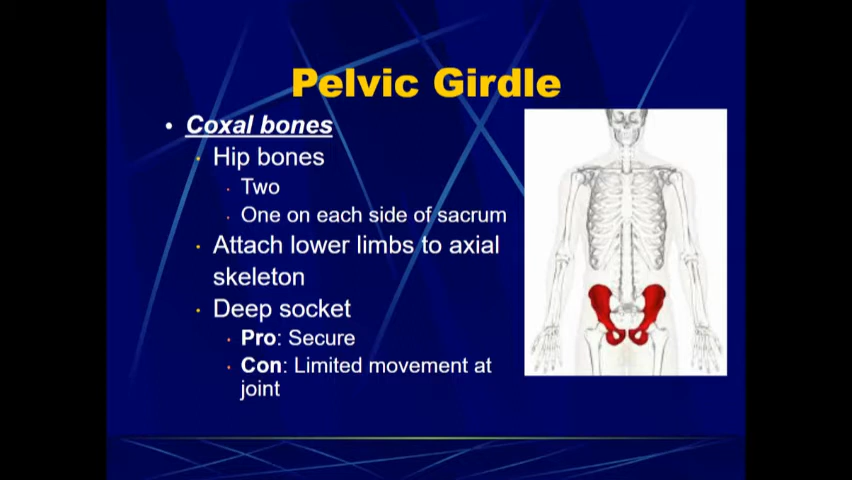 Pelvic Girdle
• Coxal bones
· Hip bones
· Two
· One on each side of sacrum
· Attach lower limbs to axial
skeleton
· Deep socket
· Pro: Secure
· Con: Limited movement at
joint